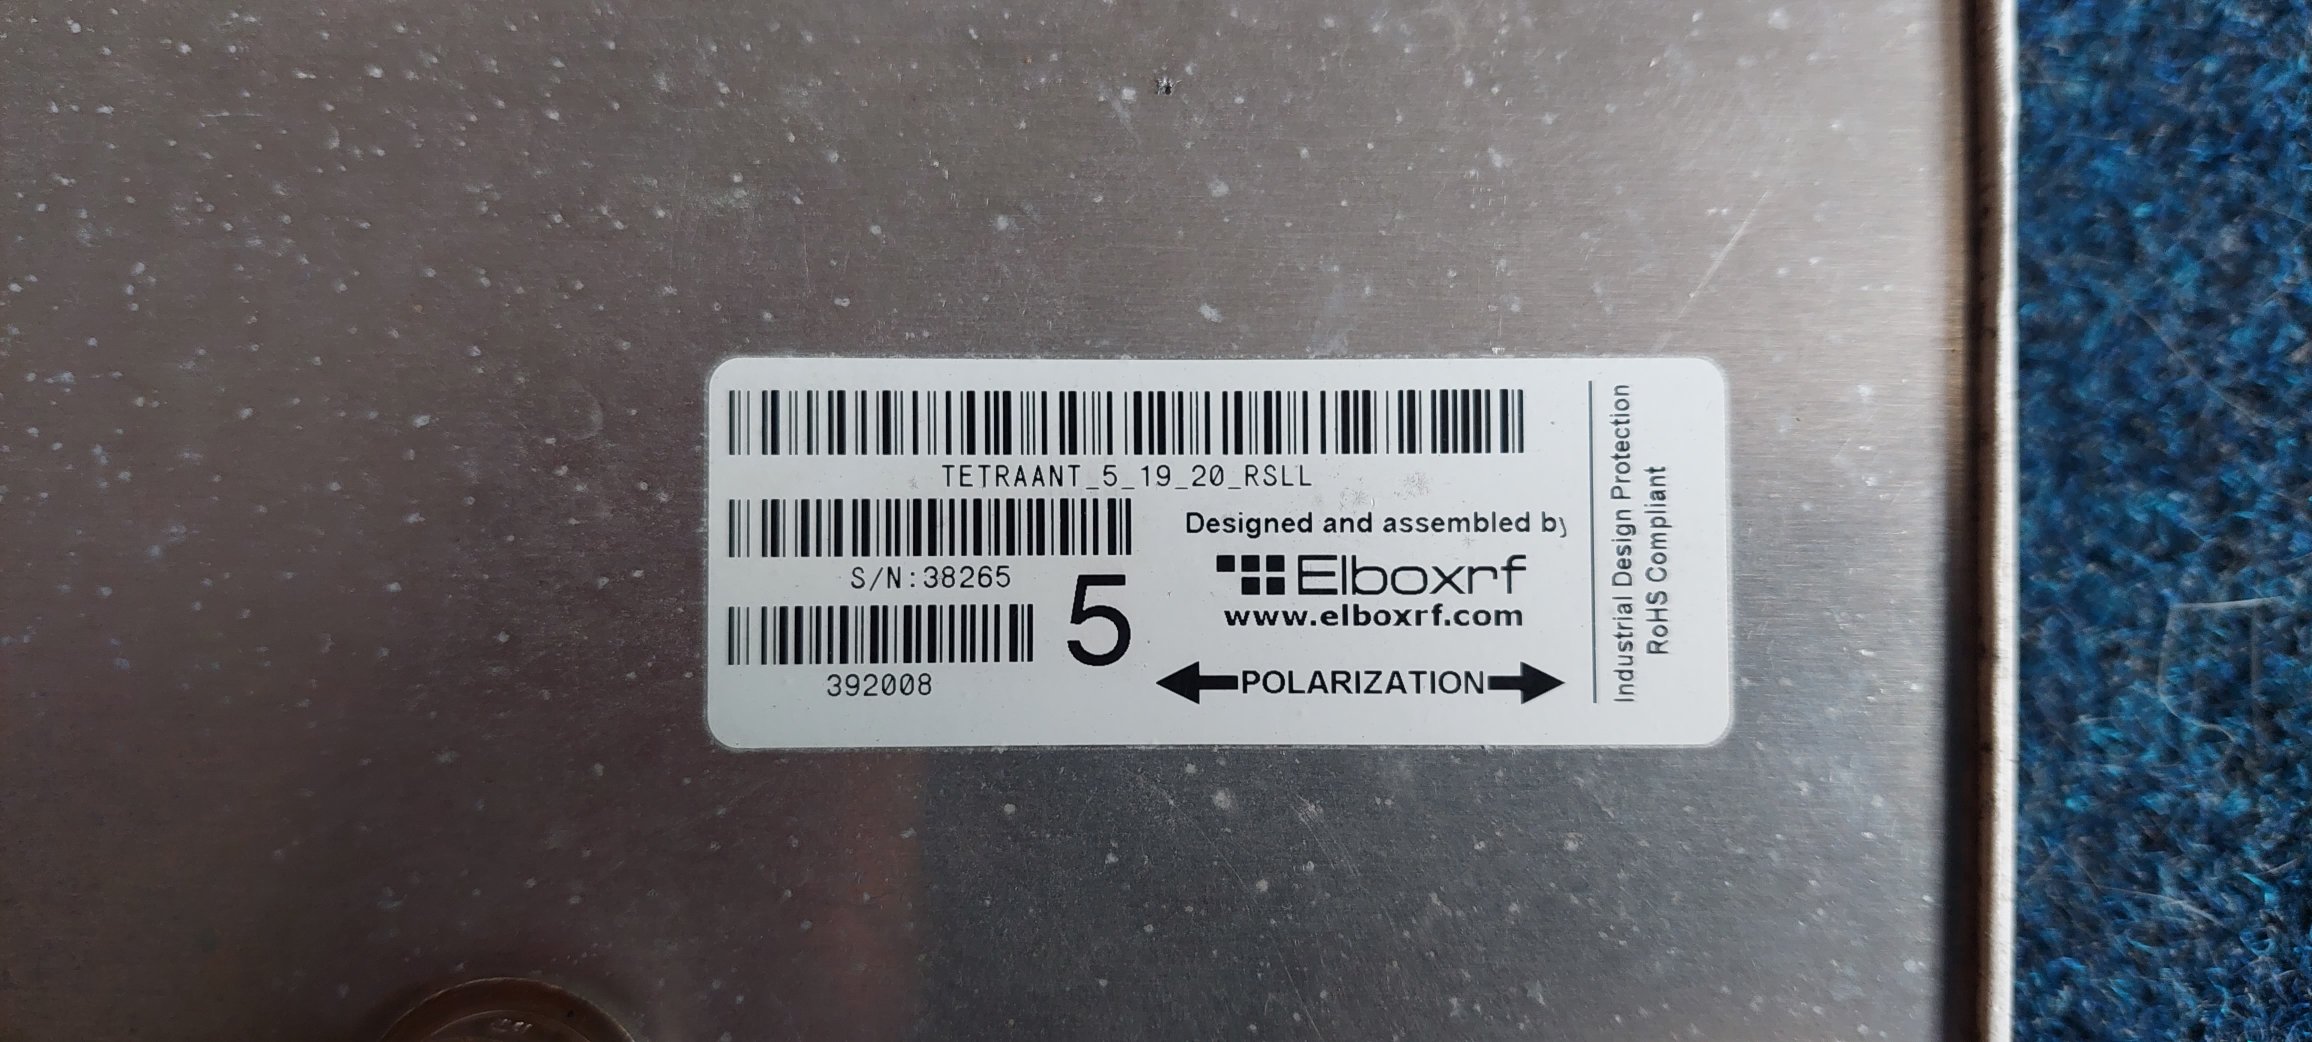 TETRAANT_5_19_20_RSLL
S/N:38265
392008
5
Designed and assembled by
Elboxrf
www.elboxrf.com
POLARIZATION
Industrial Design Protection
RoHS Compliant